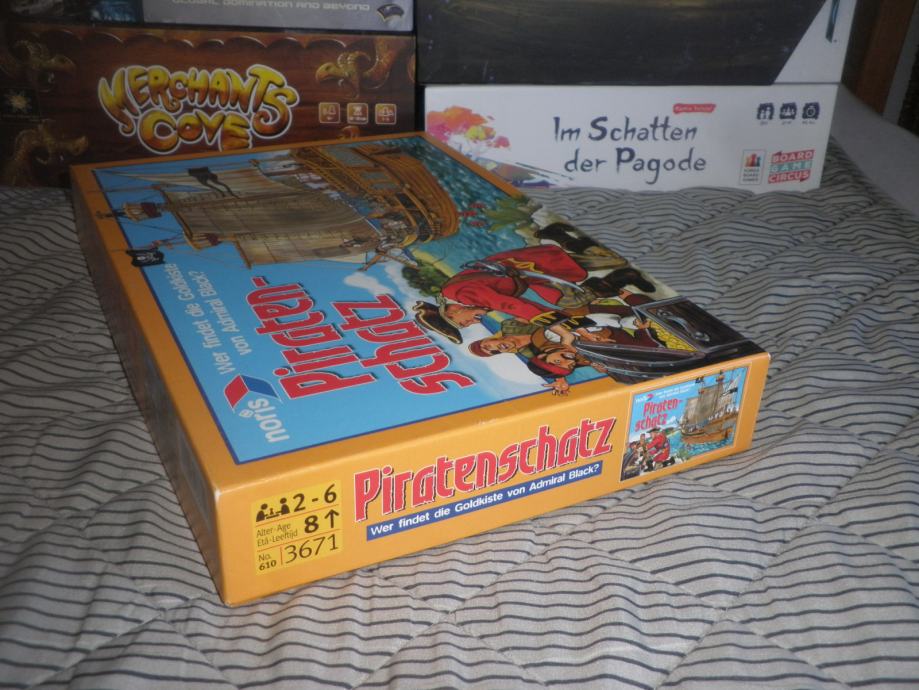 GLOBAL DOMINATION AND BEYOND
MERCHANTS
COVE
Im Schatten
der Pagode
BOARD
GAME
CIRCUS
Wer findet die Goldkiste
von Admiral Black?
Piraten-
schatz
noris
Piratenschatz
Wer findet die Goldkiste von Admiral Black?
2-6
Alter-Age
Età-Leeftijd
8↑
No.
610
3671
Piraten-
schatz